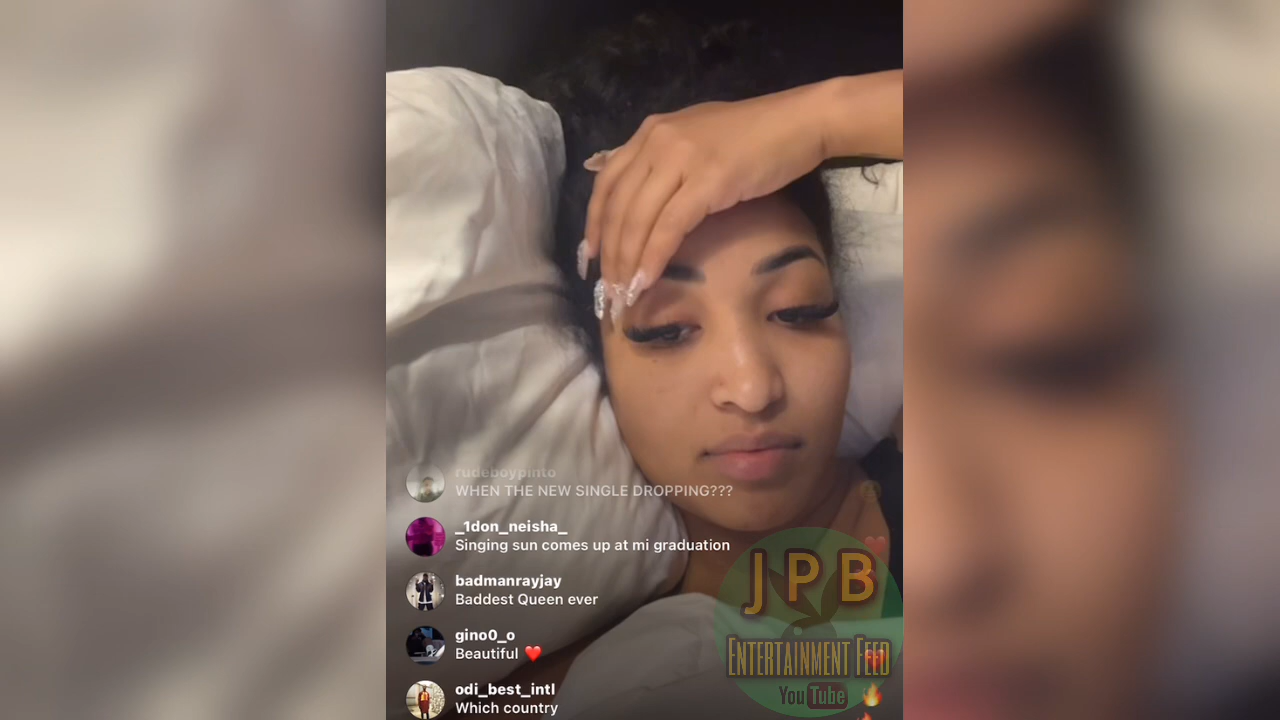 rudeboypinto
WHEN THE NEW SINGLE DROPPING???
_1don_neisha_
Singing sun comes up at mi graduation
badmanrayjay
Baddest Queen ever
gino0_o
Beautiful ❤️
odi_best_intl
Which country
JPB
ENTERTAINMENT FEED
YouTube